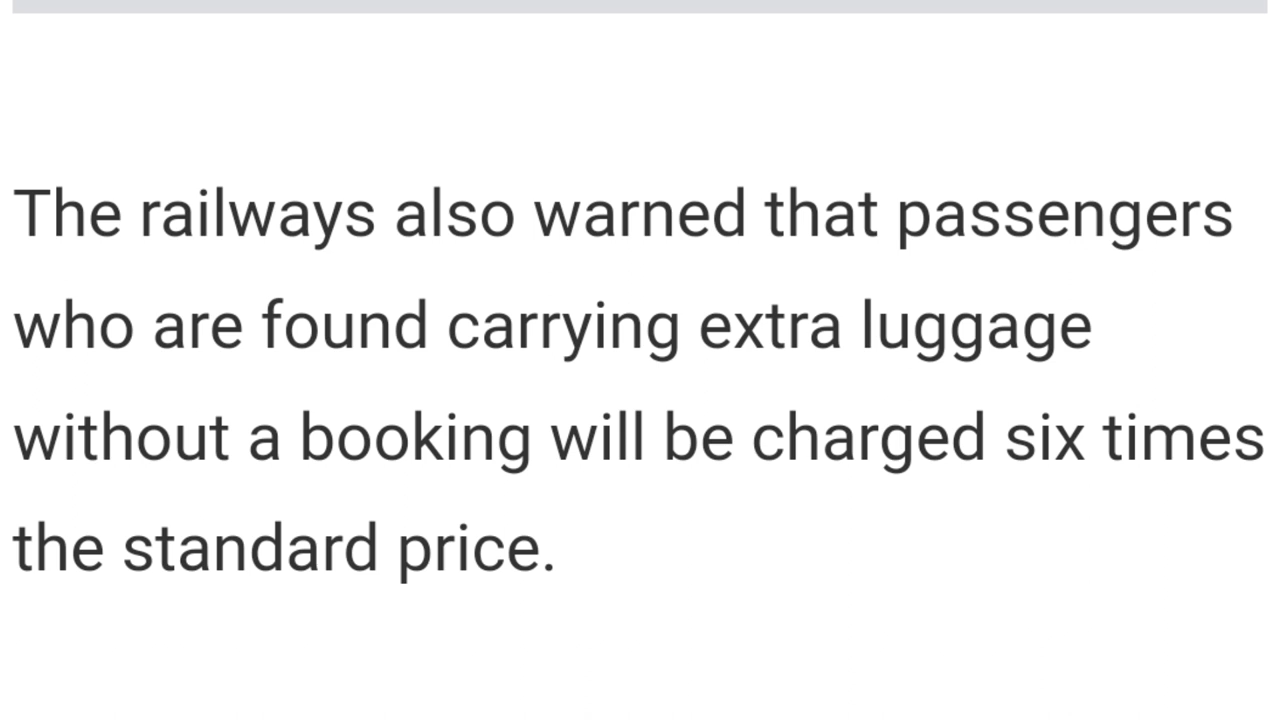 The railways also warned that passengers
who are found carrying extra luggage
without a booking will be charged six times
the standard price.